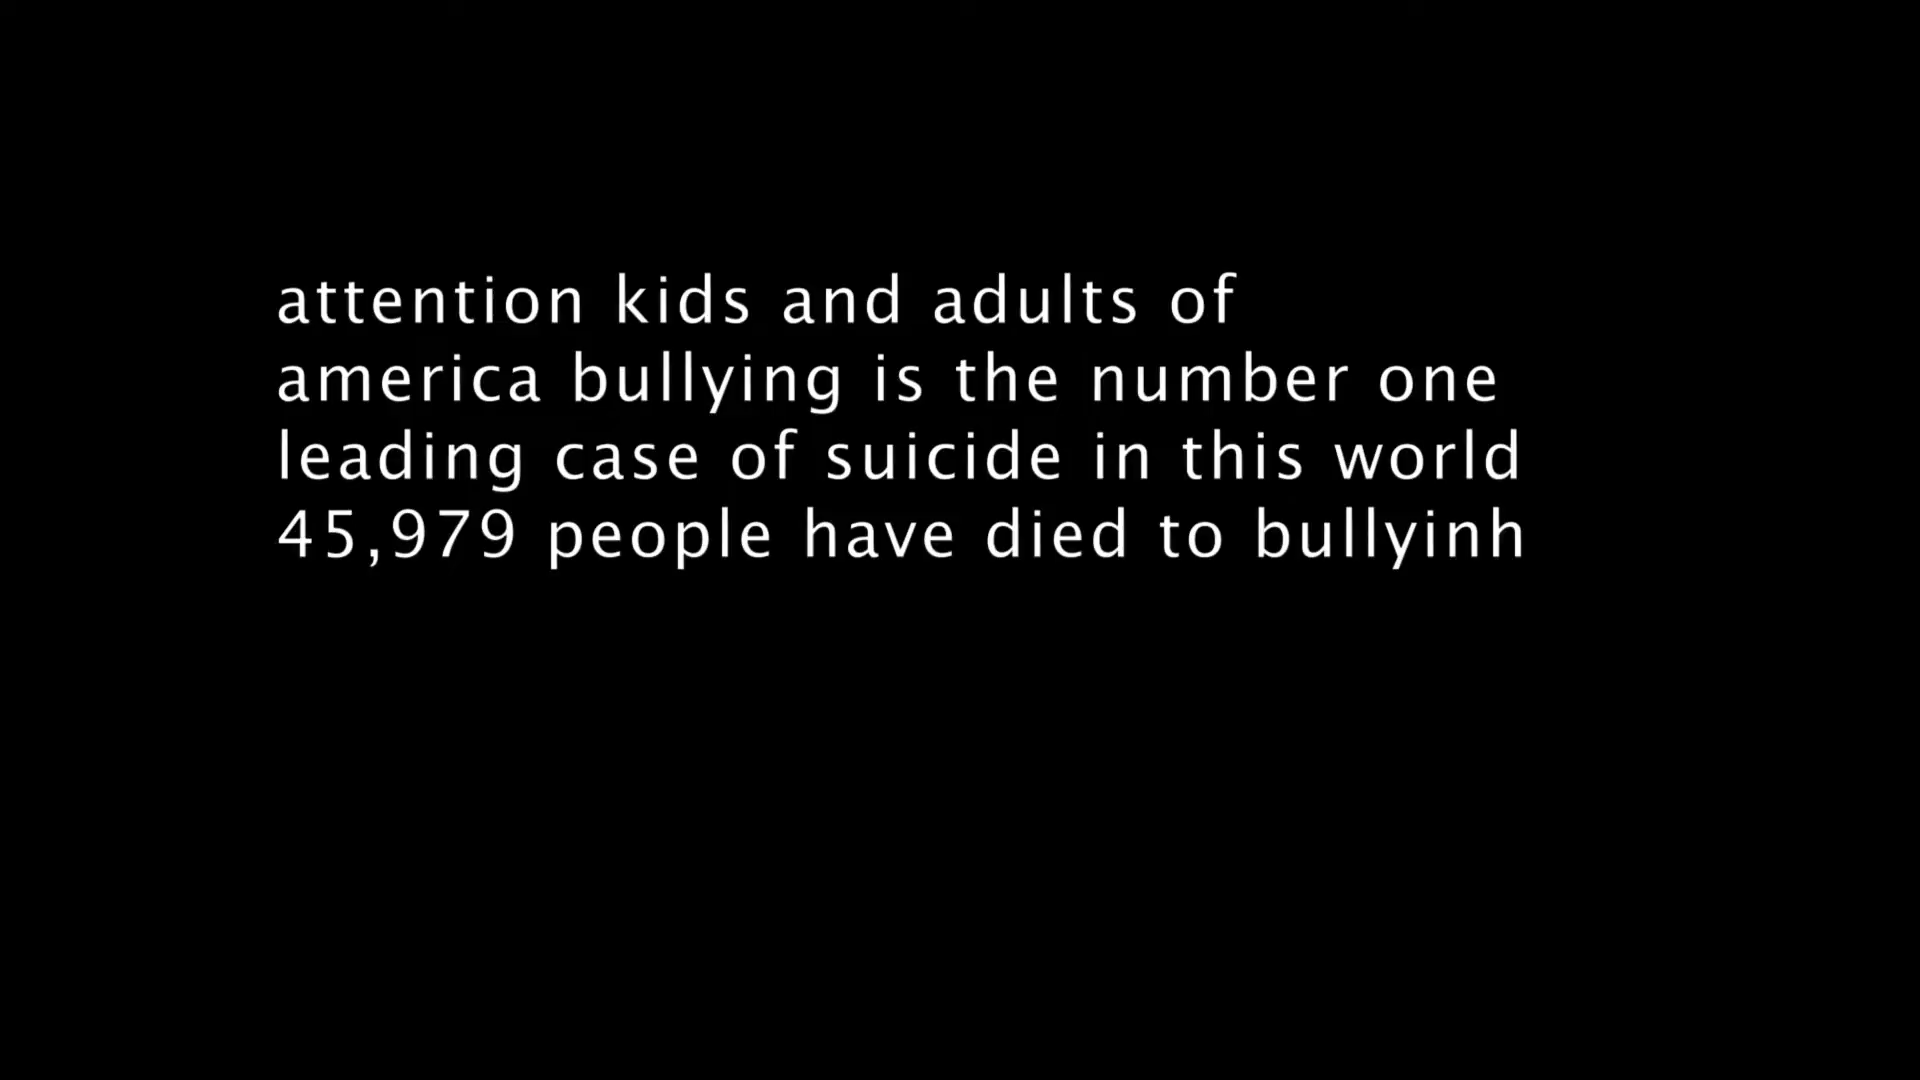 attention kids and adults of
america bullying is the number one
leading case of suicide in this world
45,979 people have died to bullyinh